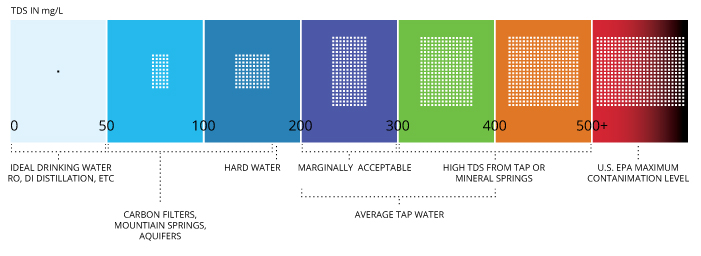 TDS IN mg/L
0 50 100 200 300 400 500+
IDEAL DRINKING WATER
RO, DI DISTILLATION, ETC
HARD WATER
MARGINALLY ACCEPTABLE
HIGH TDS FROM TAP OR
MINERAL SPRINGS
U.S. EPA MAXIMUM
CONTANIMATION LEVEL
CARBON FILTERS,
MOUNTIAIN SPRINGS,
AQUIFERS
AVERAGE TAP WATER